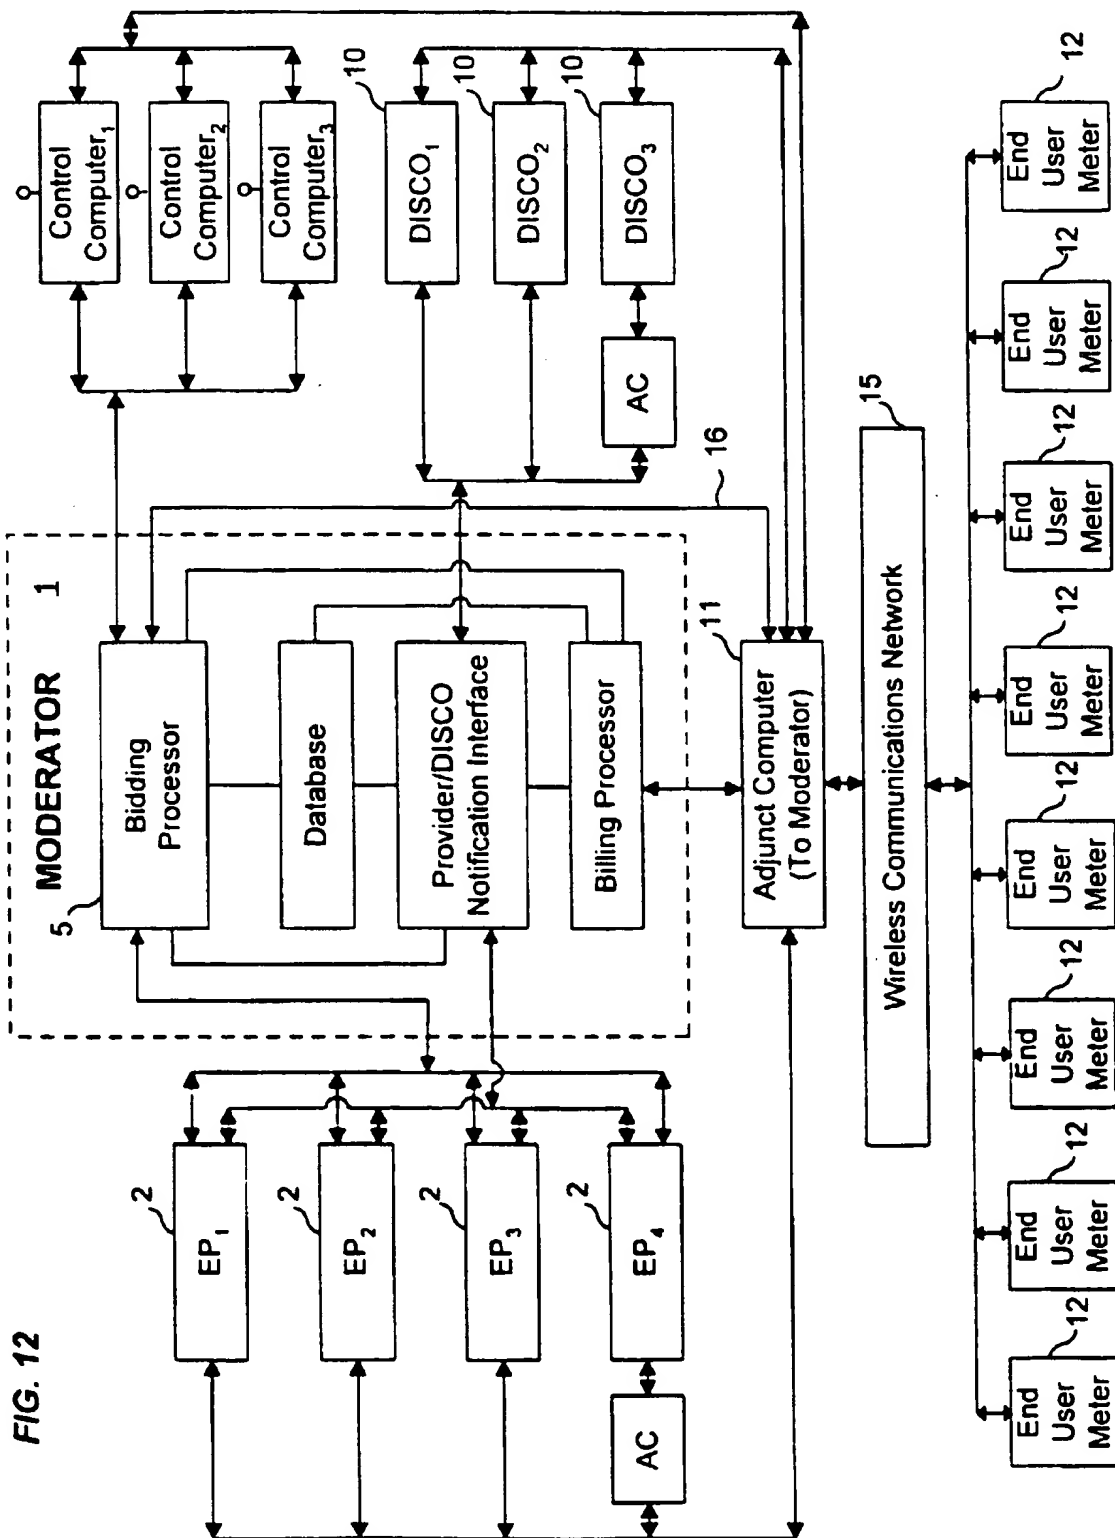 FIG. 12
MODERATOR 1
5
Bidding
Processor
Database
Provider/DISCO
Notification Interface
Billing Processor
2
EP1
2
EP2
2
EP3
2
EP4
AC
Control
Computer1
Control
Computer2
Control
Computer3
10
DISCO1
10
DISCO2
10
DISCO3
AC
16
11
Adjunct Computer
(To Moderator)
15
Wireless Communications Network
12
End
User
Meter
12
End
User
Meter
12
End
User
Meter
12
End
User
Meter
12
End
User
Meter
12
End
User
Meter
12
End
User
Meter
12
End
User
Meter